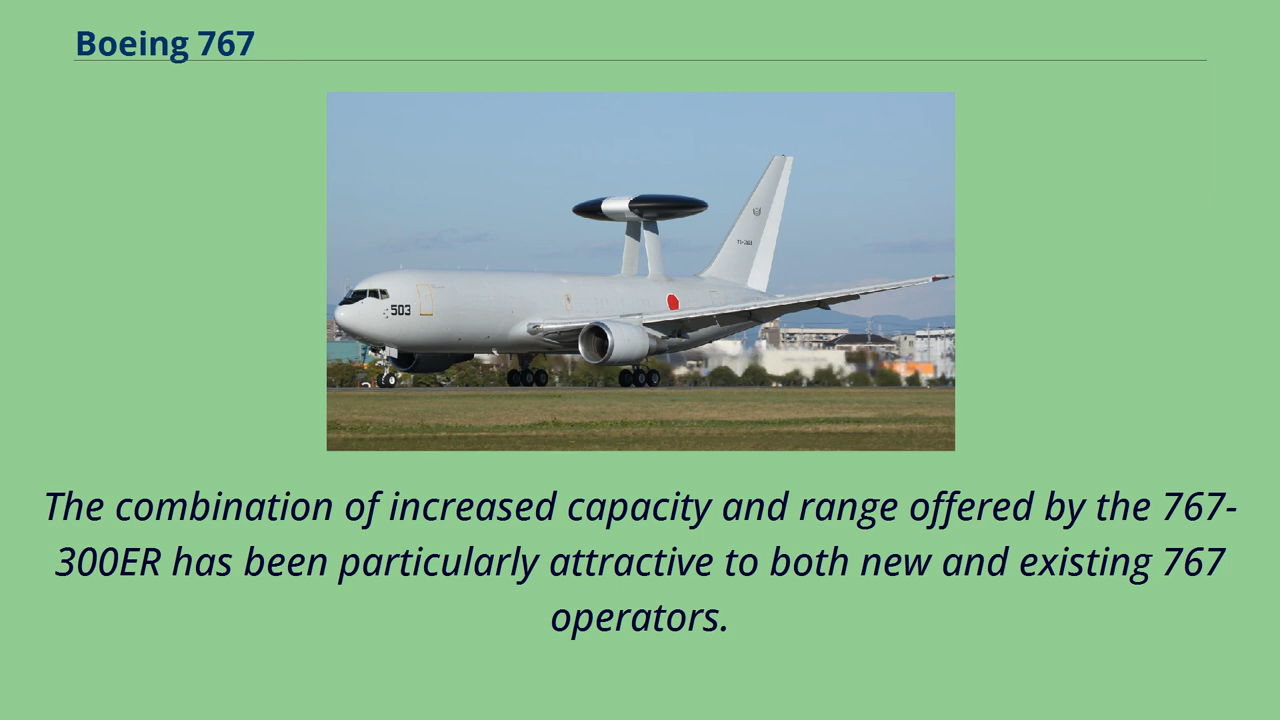 Boeing 767
503
The combination of increased capacity and range offered by the 767-
300ER has been particularly attractive to both new and existing 767
operators.